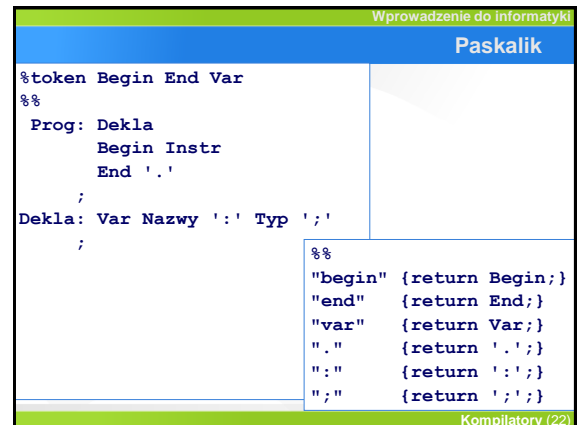 Wprowadzenie do informatyki
Paskalik
%token Begin End Var
%%
Prog: Dekla
Begin Instr
End '.'
;
Dekla: Var Nazwy ':' Typ ';'
;
%%
"begin" {return Begin;}
"end" {return End;}
"var" {return Var;}
"." {return '.';}
":" {return ':';}
";" {return ';';}
Kompilatory (22)